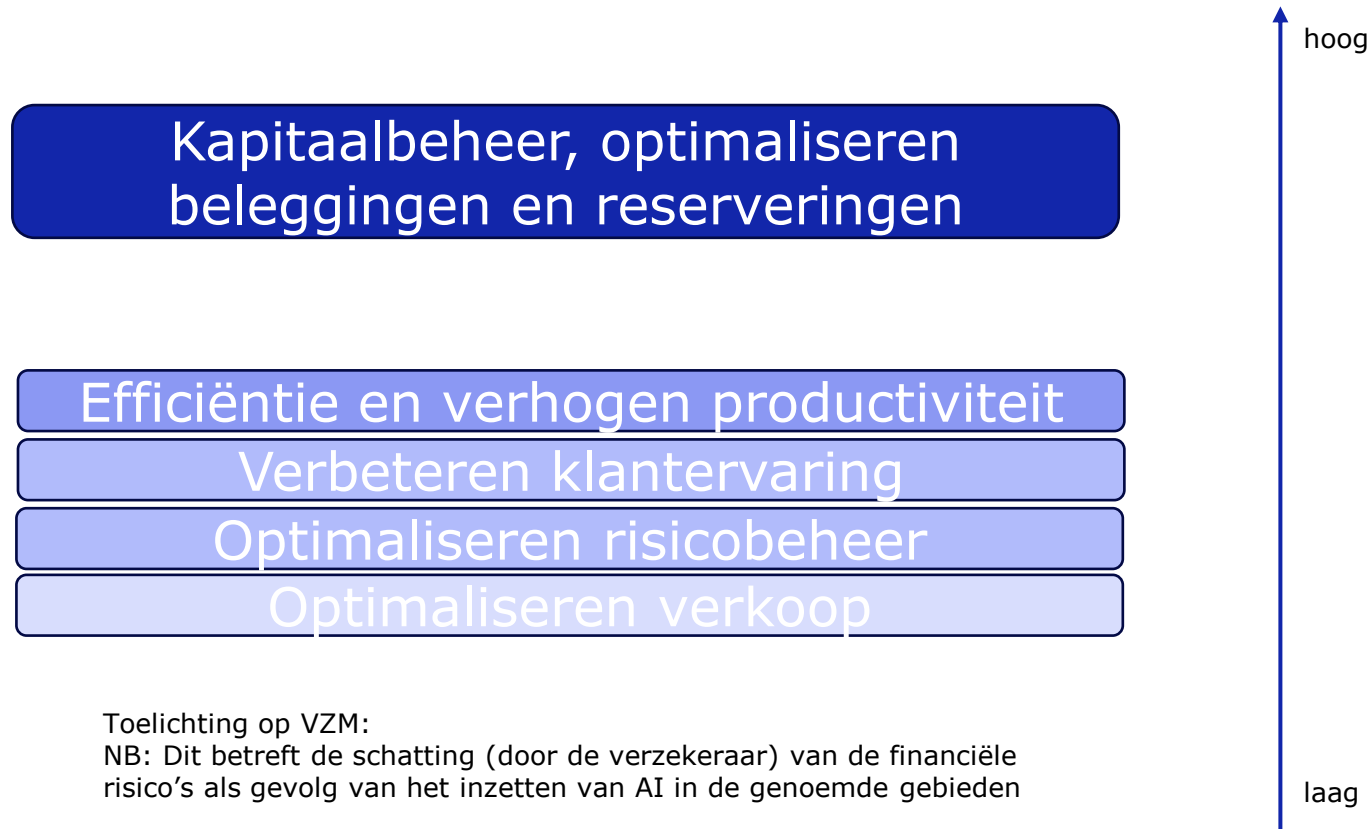 hoog
Kapitaalbeheer, optimaliseren
beleggingen en reserveringen
Efficiëntie en verhogen productiviteit
Verbeteren klantervaring
Optimaliseren risicobeheer
Optimaliseren verkoop
Toelichting op VZM:
NB: Dit betreft de schatting (door de verzekeraar) van de financiële
risico’s als gevolg van het inzetten van AI in de genoemde gebieden
laag